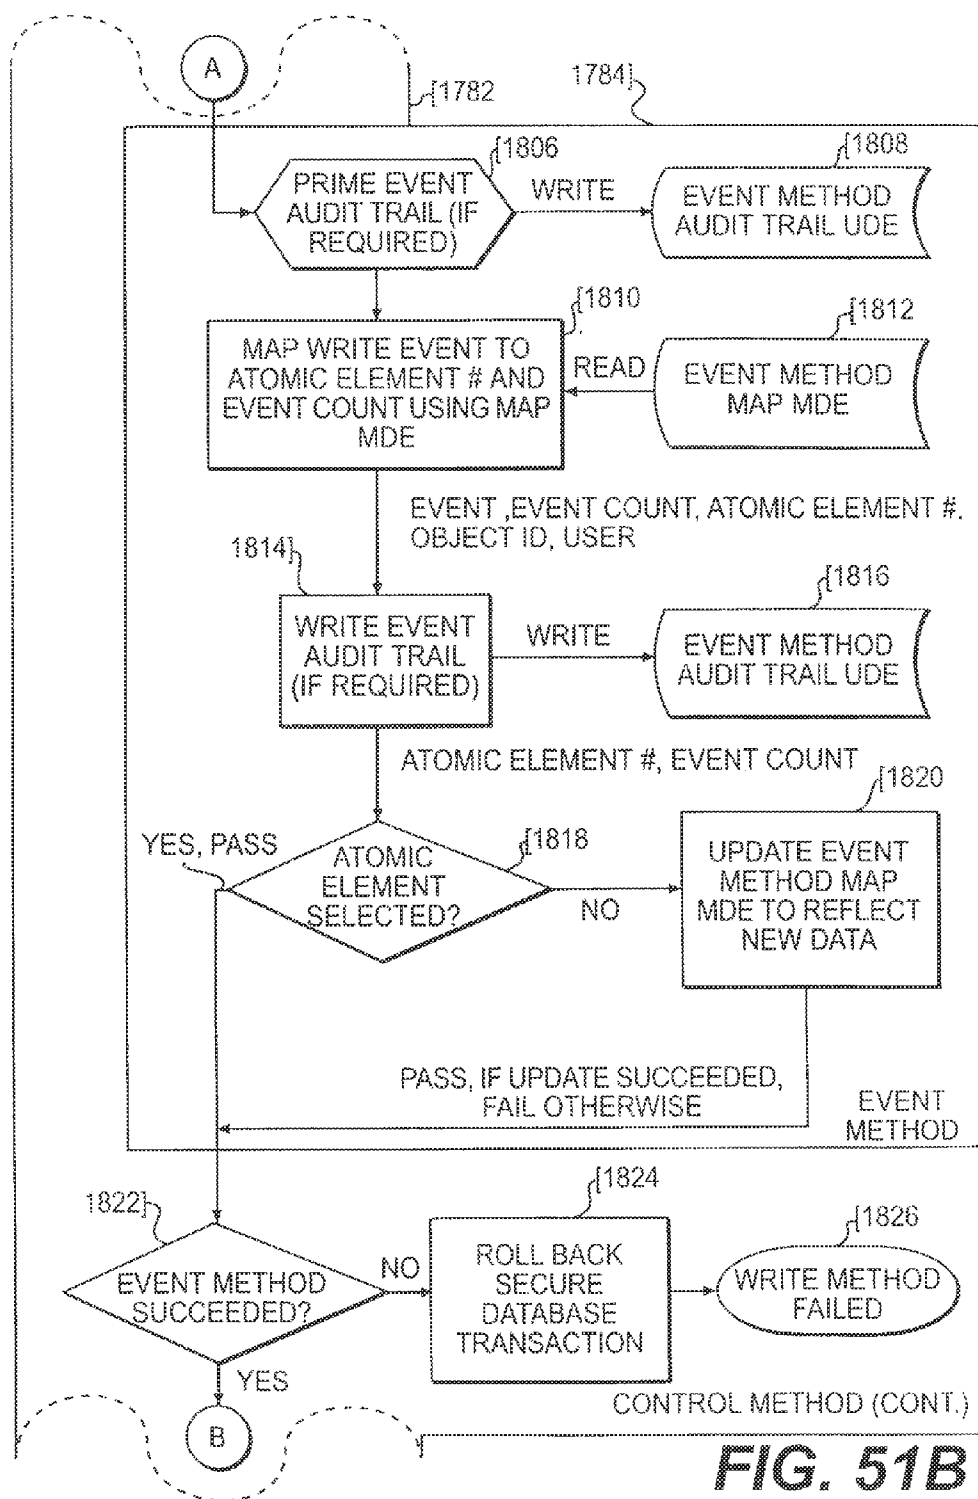 A
[1782
1784]
[1806
PRIME EVENT
AUDIT TRAIL (IF
REQUIRED)
WRITE
[1808
EVENT METHOD
AUDIT TRAIL UDE
[1810
MAP WRITE EVENT TO
ATOMIC ELEMENT # AND
EVENT COUNT USING MAP
MDE
READ
[1812
EVENT METHOD
MAP MDE
EVENT ,EVENT COUNT, ATOMIC ELEMENT #,
OBJECT ID, USER
1814]
WRITE EVENT
AUDIT TRAIL
(IF REQUIRED)
WRITE
[1816
EVENT METHOD
AUDIT TRAIL UDE
ATOMIC ELEMENT #, EVENT COUNT
YES, PASS
[1818
ATOMIC
ELEMENT
SELECTED?
NO
[1820
UPDATE EVENT
METHOD MAP
MDE TO REFLECT
NEW DATA
PASS, IF UPDATE SUCCEEDED,
FAIL OTHERWISE
EVENT
METHOD
1822]
EVENT METHOD
SUCCEEDED?
NO
[1824
ROLL BACK
SECURE
DATABASE
TRANSACTION
[1826
WRITE METHOD
FAILED
YES
B
CONTROL METHOD (CONT.)
FIG. 51B